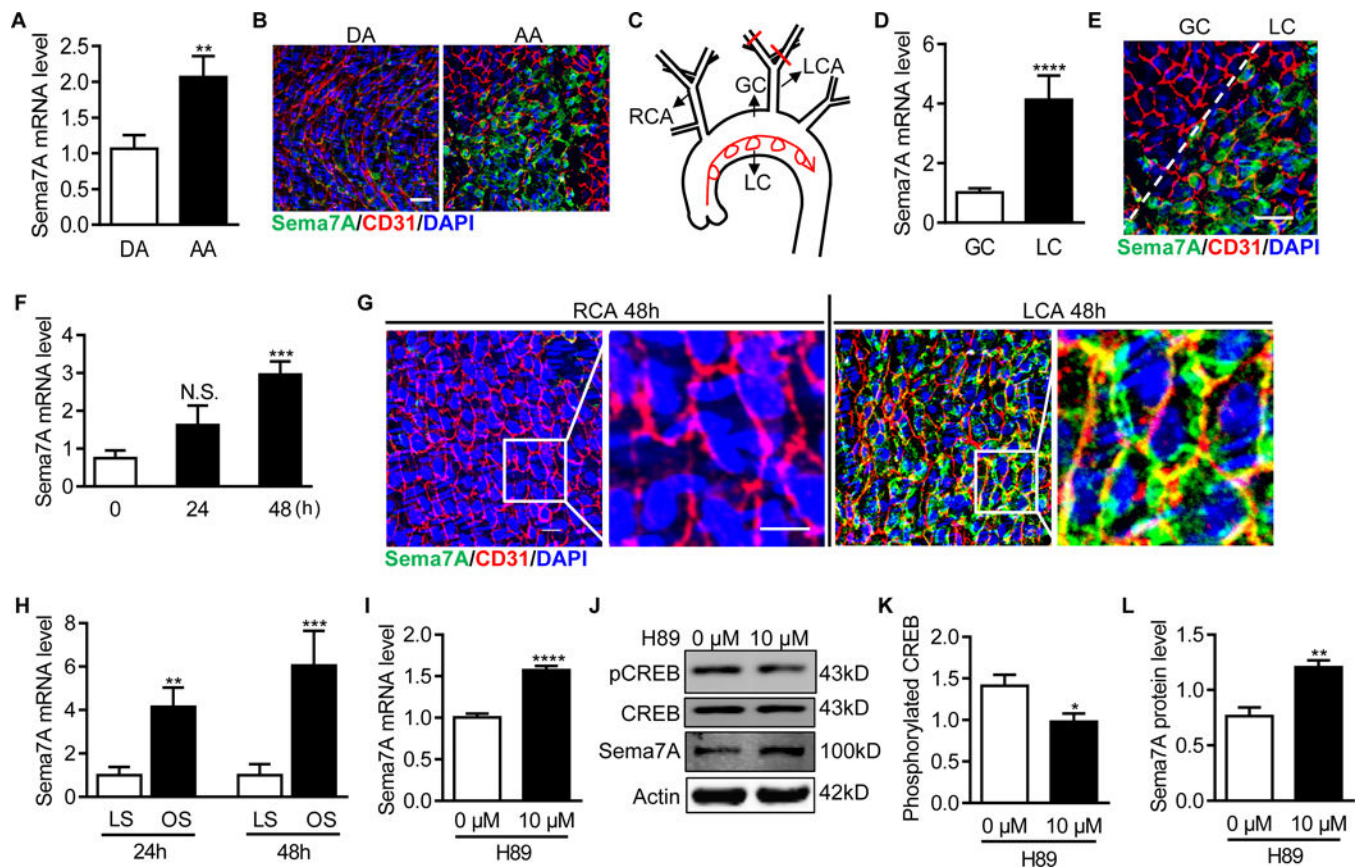 A
Sema7A mRNA level
2.5
2.0
1.5
1.0
0.5
0.0
**
DA AA
B
DA AA
Sema7A/CD31/DAPI
C
RCA
GC
LCA
LC
D
Sema7A mRNA level
6
4
2
0
****
GC LC
E
GC LC
Sema7A/CD31/DAPI
F
Sema7A mRNA level
4
3
2
1
0
N.S.
***
0 24 48 (h)
G
RCA 48h LCA 48h
Sema7A/CD31/DAPI
H
Sema7A mRNA level
8
6
4
2
0
** ***
LS OS LS OS
24h 48h
I
Sema7A mRNA level
2.0
1.5
1.0
0.5
0.0
****
0 µM 10 µM
H89
J
H89 0 µM 10 µM
pCREB 43kD
CREB 43kD
Sema7A 100kD
Actin 42kD
K
Phosphorylated CREB
2.0
1.5
1.0
0.5
0.0
*
0 µM 10 µM
H89
L
Sema7A protein level
1.5
1.0
0.5
0.0
**
0 µM 10 µM
H89